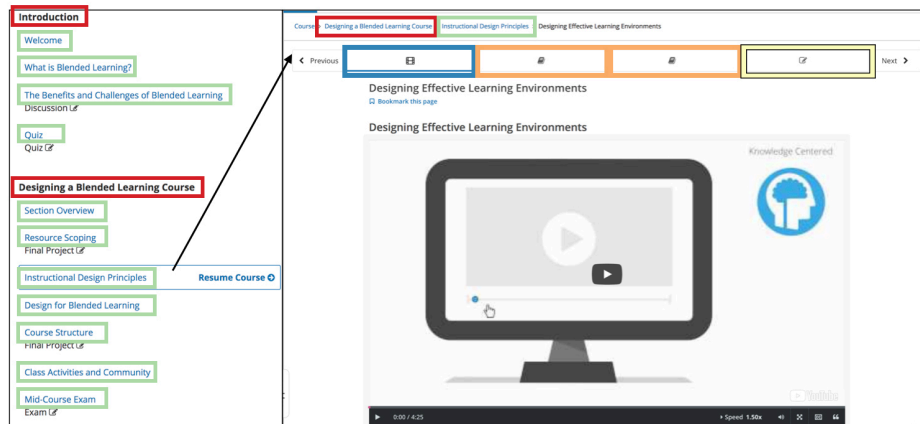 Introduction
Welcome
What is Blended Learning?
The Benefits and Challenges of Blended Learning
Discussion
Quiz
Quiz
Designing a Blended Learning Course
Section Overview
Resource Scoping
Final Project
Instructional Design Principles Resume Course
Design for Blended Learning
Course Structure
Final Project
Class Activities and Community
Mid-Course Exam
Exam
Course Designing a Blended Learning Course Instructional Design Principles Designing Effective Learning Environments
Previous Next
Designing Effective Learning Environments
Bookmark this page
Designing Effective Learning Environments
Knowledge Centered
YouTube
0:00 / 4:25 Speed 1.50x